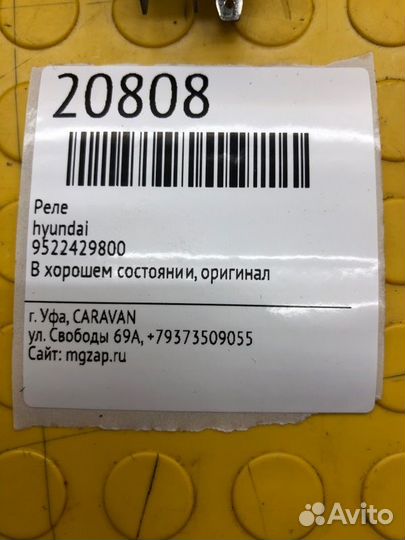 20808
Реле
hyundai
9522429800
В хорошем состоянии, оригинал
г. Уфа, CARAVAN
ул. Свободы 69А, +79373509055
Сайт: mgzap.ru
Avito